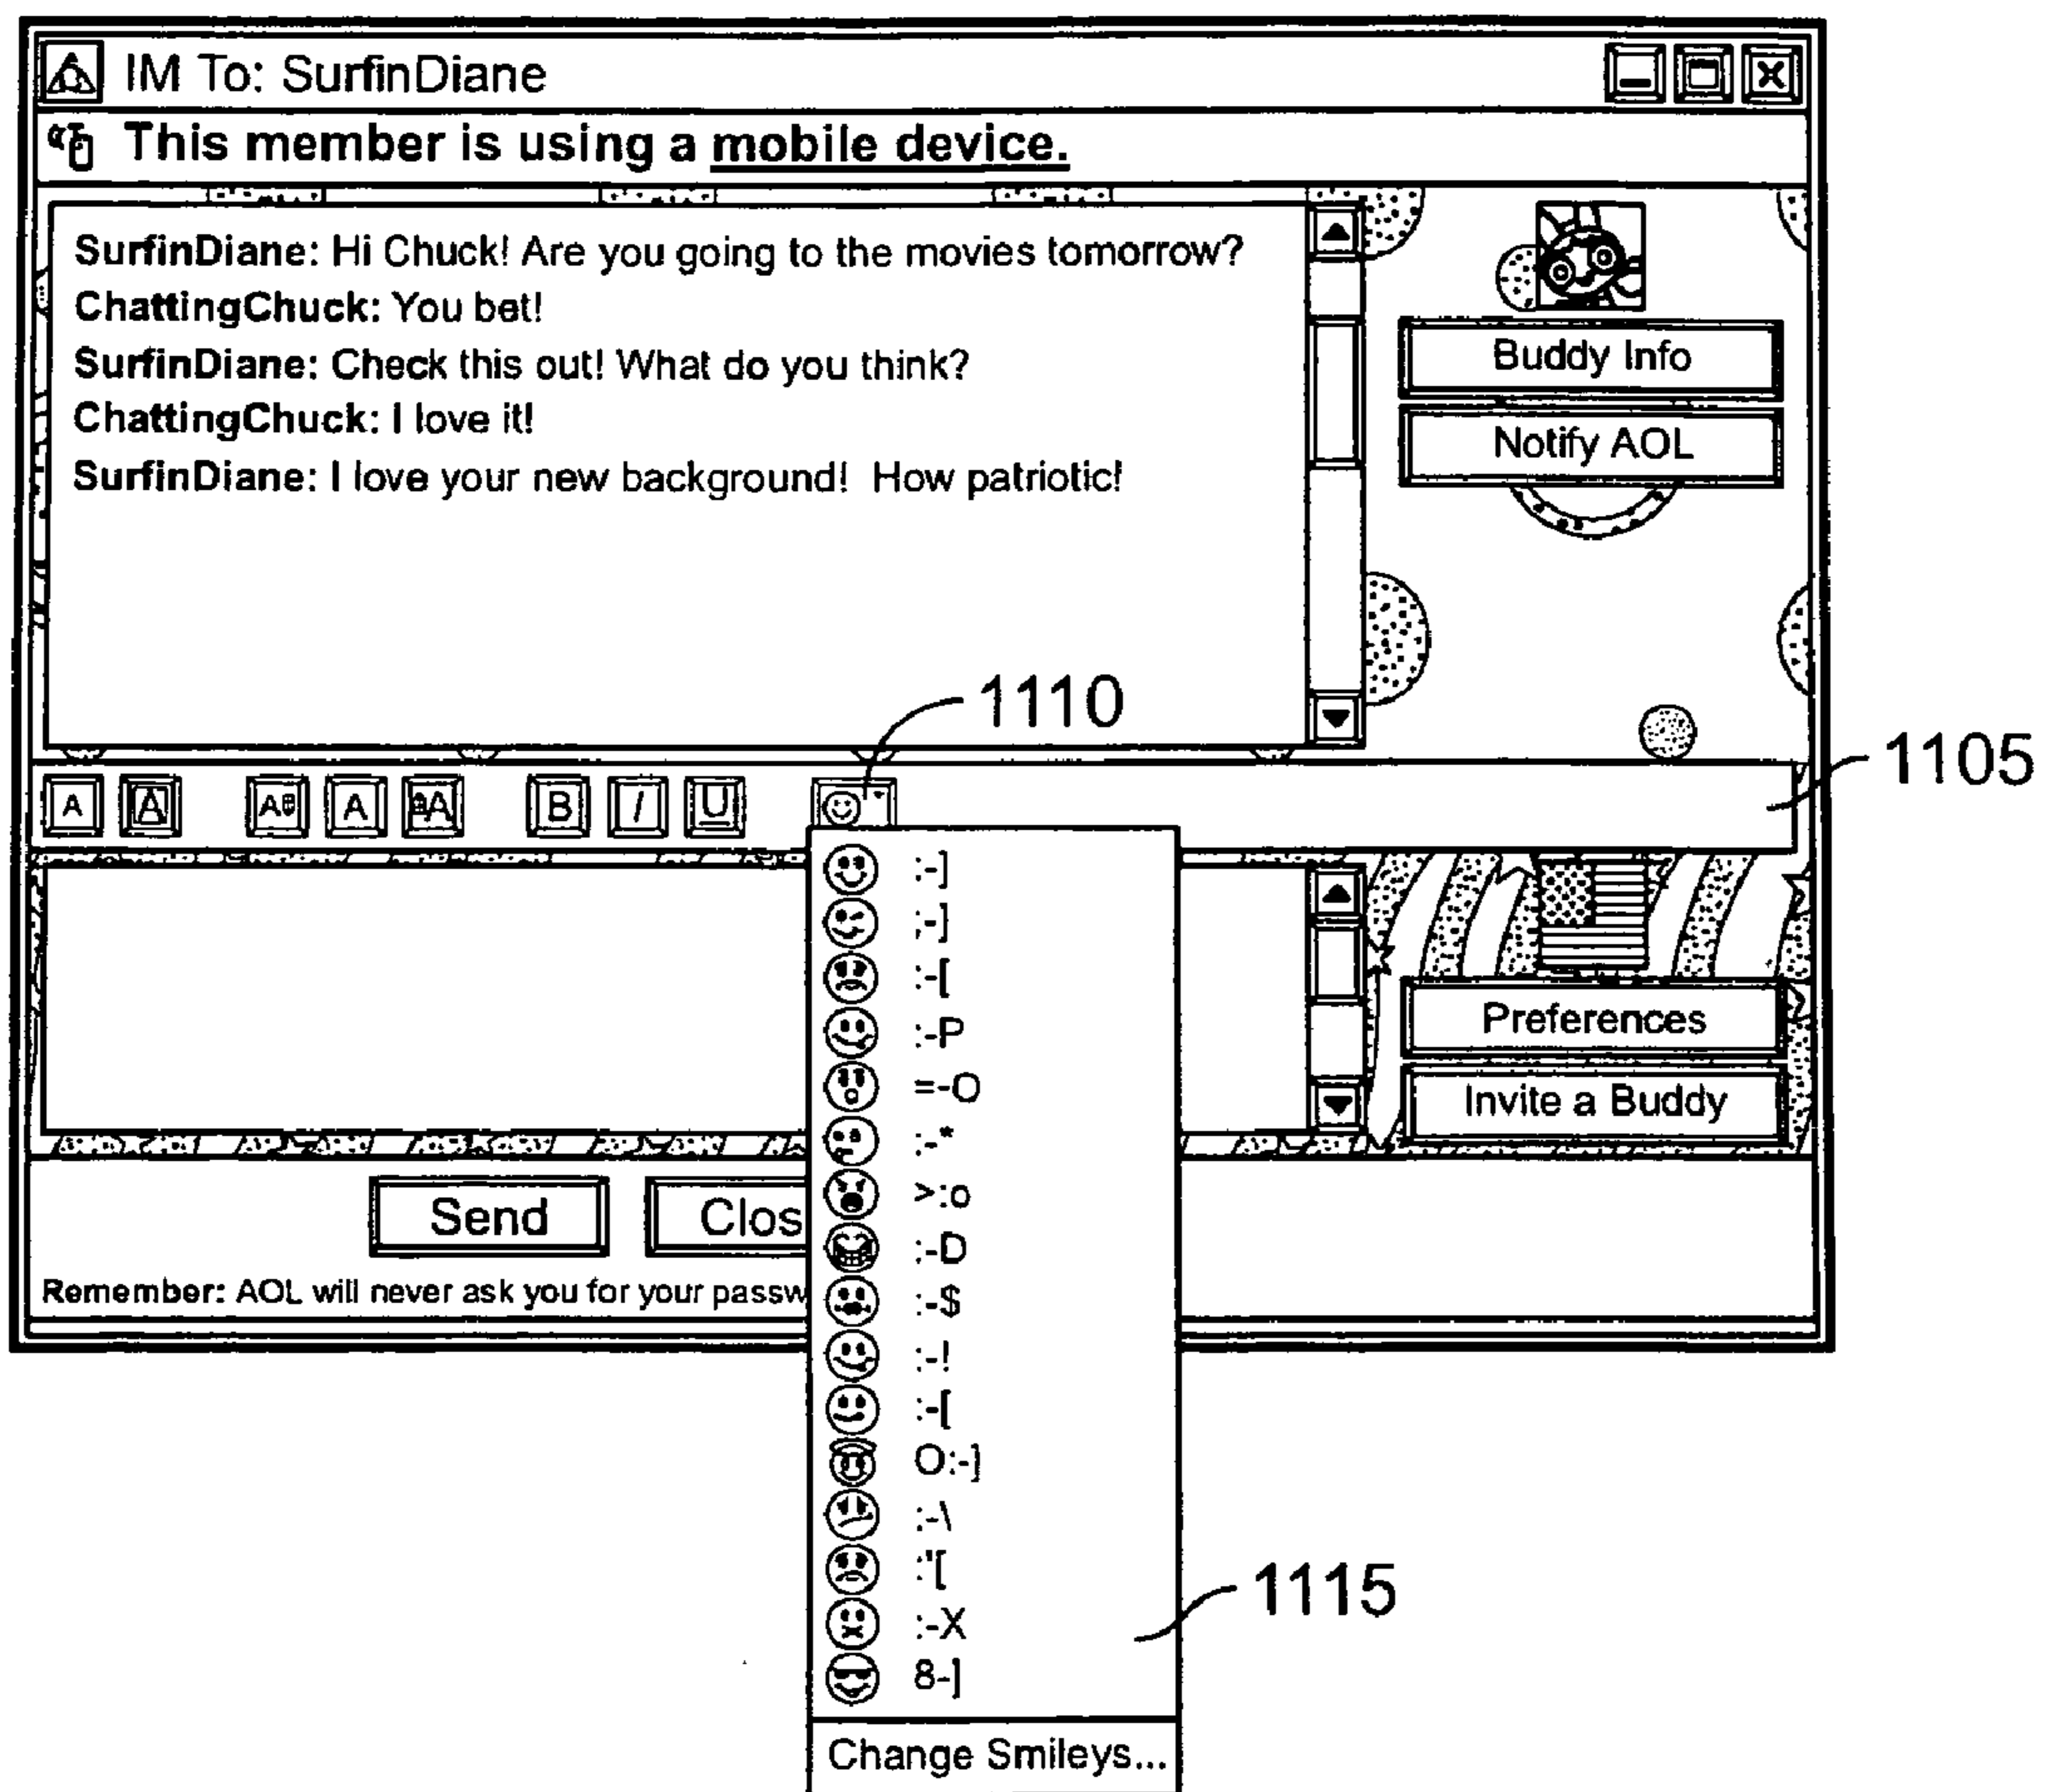 IM To: SurfinDiane
This member is using a mobile device.
SurfinDiane: Hi Chuck! Are you going to the movies tomorrow?
ChattingChuck: You bet!
SurfinDiane: Check this out! What do you think?
ChattingChuck: I love it!
SurfinDiane: I love your new background! How patriotic!
Buddy Info
Notify AOL
1110
1105
A A A A AA B I U
:-]
;-]
:-[
:-P
=-O
:-*
>:o
:-D
:-$
:-!
:-[
O:-]
:-\
:'[
:-X
8-]
Change Smileys...
1115
Preferences
Invite a Buddy
Send
Clos
Remember: AOL will never ask you for your passw